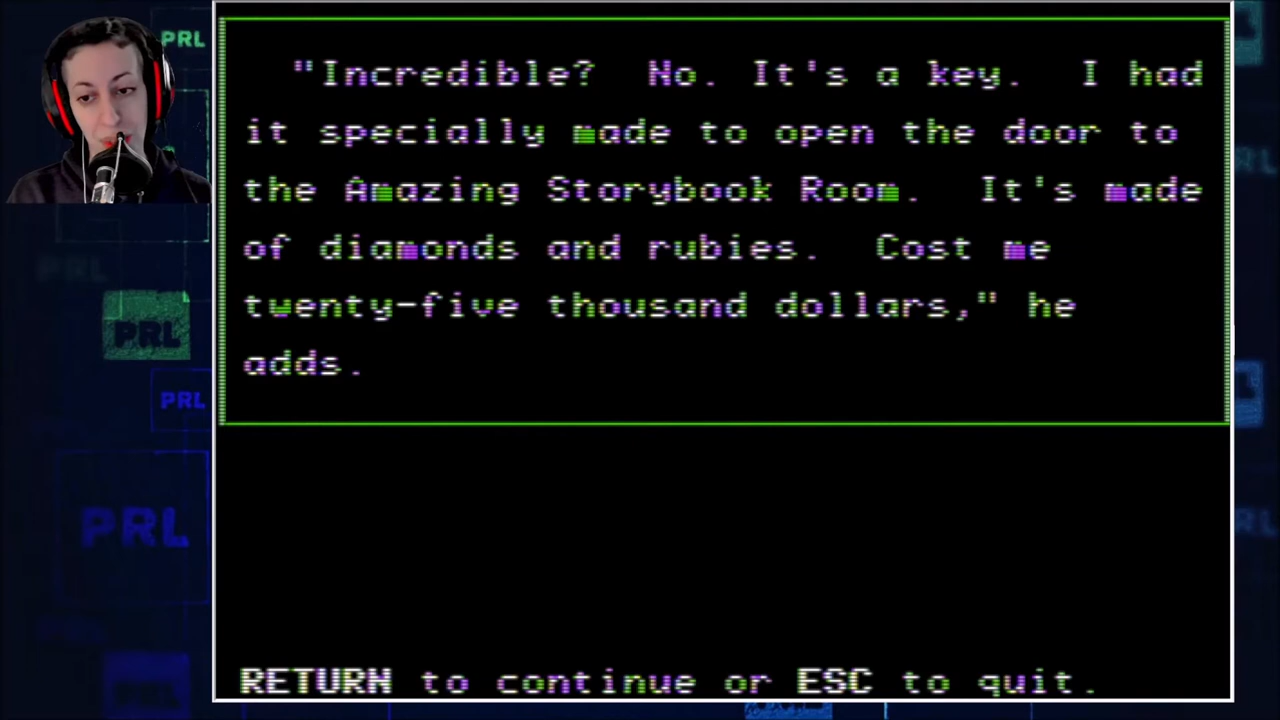 PRL
"Incredible? No. It's a key. I had
it specially made to open the door to
the Amazing Storybook Room. It's made
of diamonds and rubies. Cost me
twenty-five thousand dollars," he
adds.
PRL
PRL
PRL
RETURN to continue or ESC to quit.